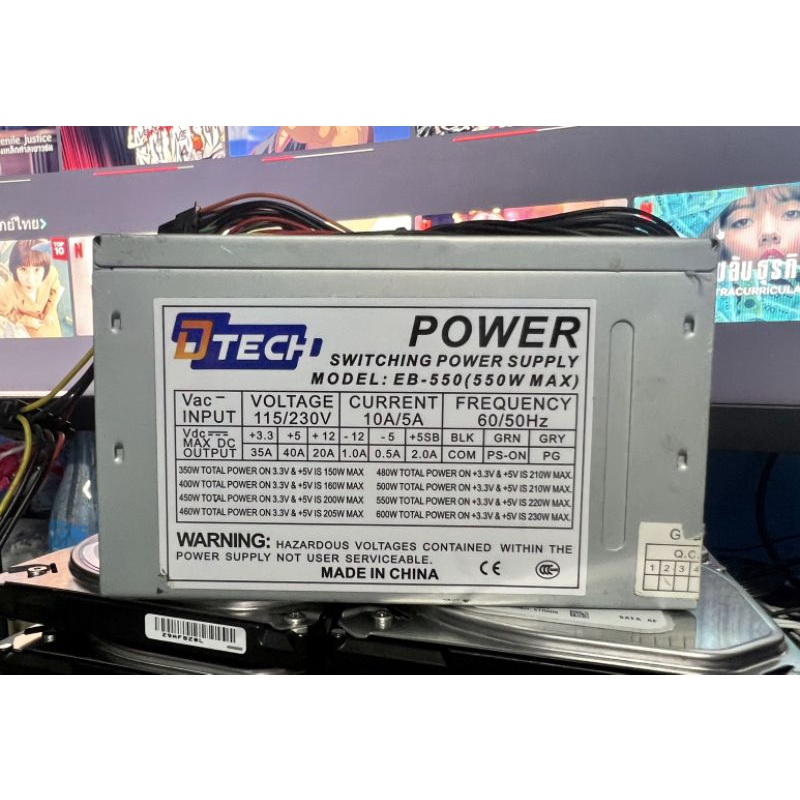 enile Justice
กย์ไทย>
TOP
10
N
N
TRACURRICULA
DTECH
POWER
SWITCHING POWER SUPPLY
MODEL: EB-550(550W MAX)
Vac~ INPUT VOLTAGE 115/230V CURRENT 10A/5A FREQUENCY 60/50Hz
Vdc MAX DC OUTPUT
+3.3 +5 +12 -12 -5 +5SB BLK GRN GRY
35A 40A 20A 1.0A 0.5A 2.0A COM PS-ON PG
350W TOTAL POWER ON 3.3V & +5V IS 150W MAX 480W TOTAL POWER ON +3.3V & +5V IS 210W MAX.
400W TOTAL POWER ON 3.3V & +5V IS 160W MAX 500W TOTAL POWER ON +3.3V & +5V IS 210W MAX.
450W TOTAL POWER ON 3.3V & +5V IS 200W MAX 550W TOTAL POWER ON +3.3V & +5V IS 220W MAX.
460W TOTAL POWER ON 3.3V & +5V IS 205W MAX 600W TOTAL POWER ON +3.3V & +5V IS 230W MAX.
WARNING: HAZARDOUS VOLTAGES CONTAINED WITHIN THE
POWER SUPPLY NOT USER SERVICEABLE.
MADE IN CHINA CE CCC
Q.C.
1 2 3 4